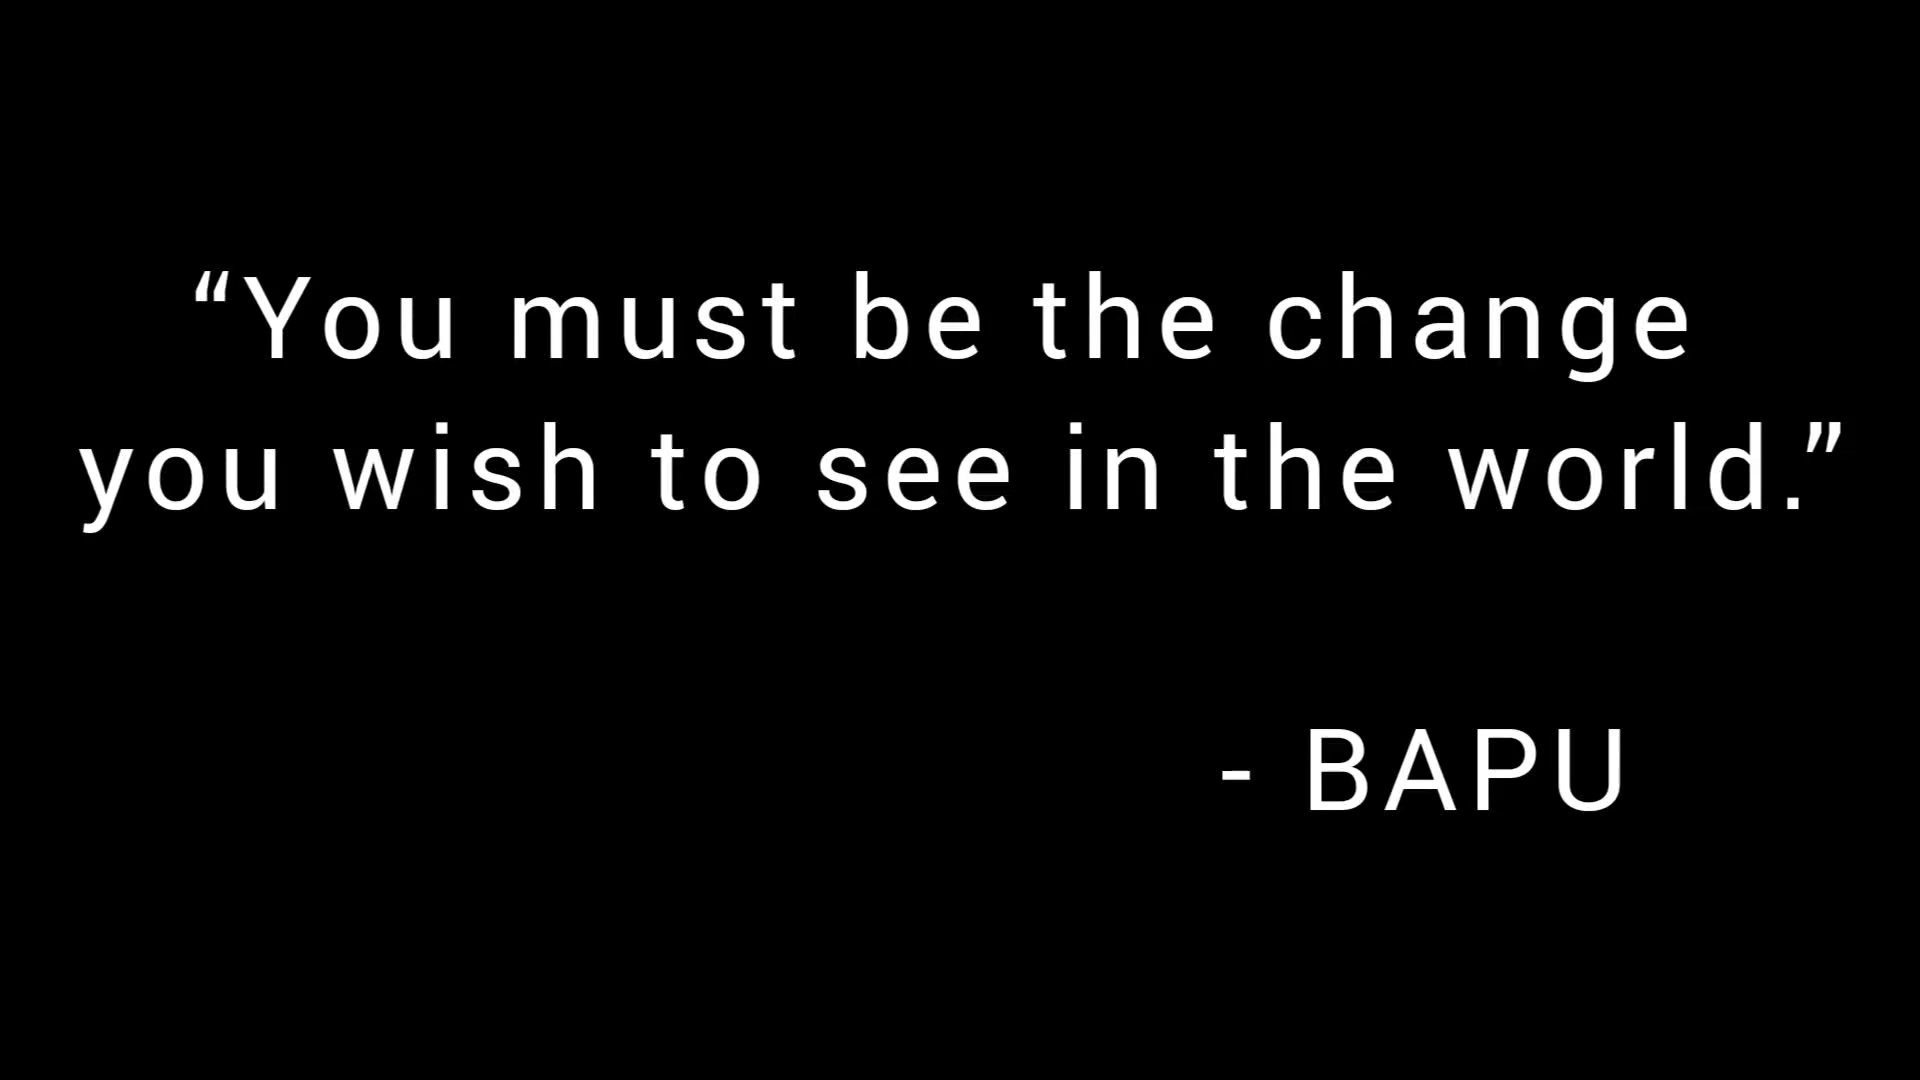 “You must be the change
you wish to see in the world.”
- BAPU